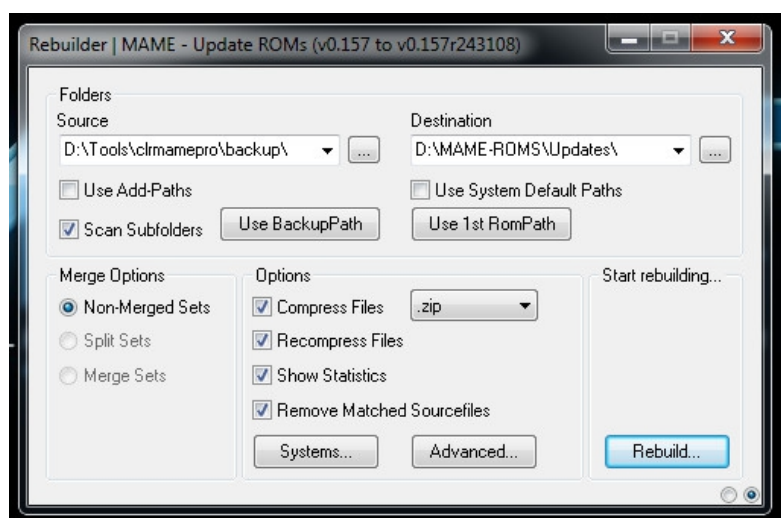 Rebuilder | MAME - Update ROMs (v0.157 to v0.157r243108)
Folders
Source
Destination
D:\Tools\clrmamepro\backup\
...
D:\MAME-ROMS\Updates\
...
Use Add-Paths
Use System Default Paths
Scan Subfolders
Use BackupPath
Use 1st RomPath
Merge Options
Non-Merged Sets
Split Sets
Merge Sets
Options
Compress Files
.zip
Recompress Files
Show Statistics
Remove Matched Sourcefiles
Systems...
Advanced...
Start rebuilding...
Rebuild...